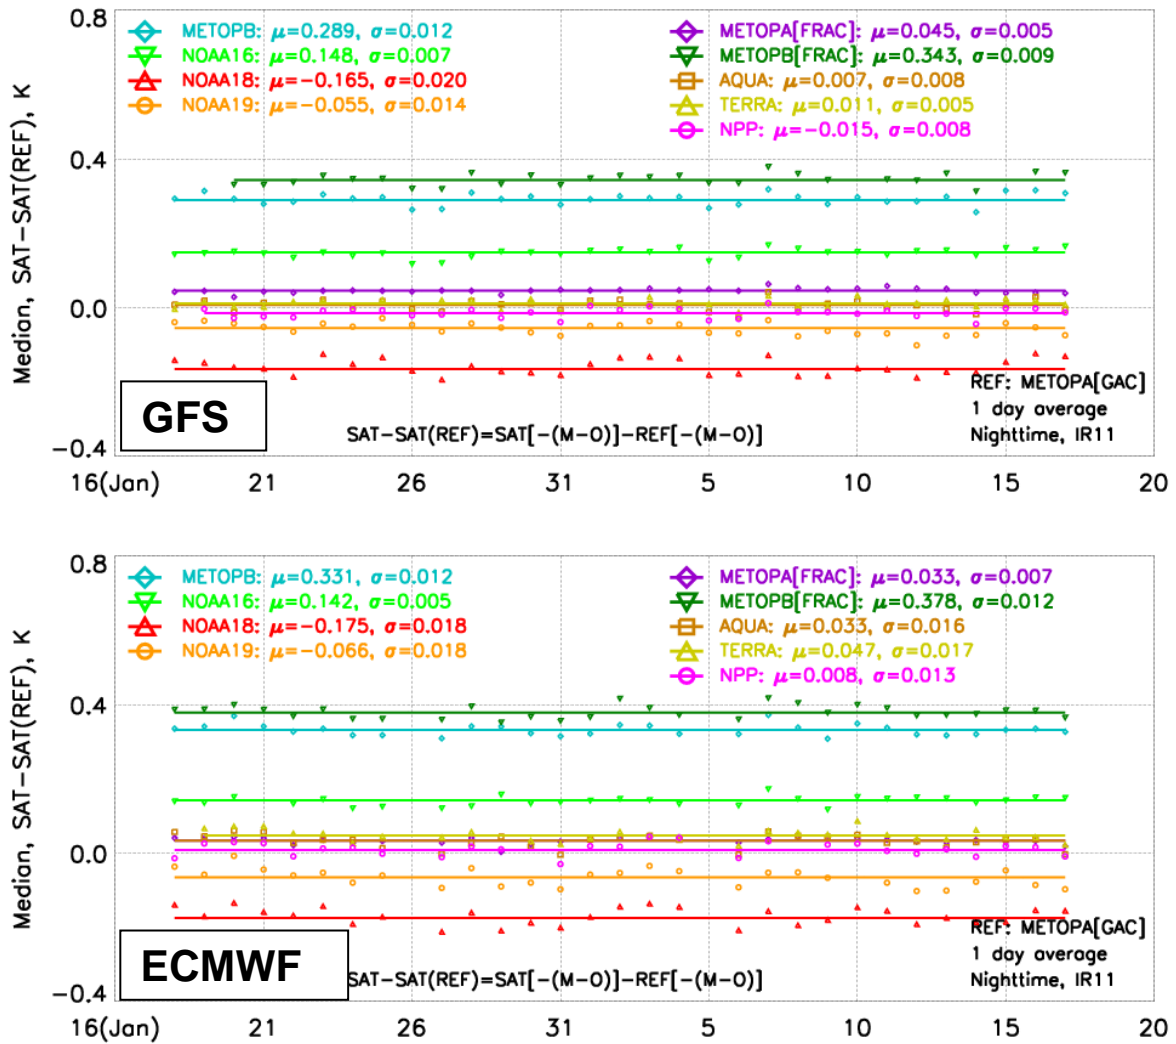 0.8
METOPB: μ=0.289, σ=0.012
NOAA16: μ=0.148, σ=0.007
NOAA18: μ=−0.165, σ=0.020
NOAA19: μ=−0.055, σ=0.014
METOPA[FRAC]: μ=0.045, σ=0.005
METOPB[FRAC]: μ=0.343, σ=0.009
AQUA: μ=0.007, σ=0.008
TERRA: μ=0.011, σ=0.005
NPP: μ=−0.015, σ=0.008
Median, SAT−SAT(REF), K
0.4
0.0
−0.4
GFS
SAT−SAT(REF)=SAT[−(M−O)]−REF[−(M−O)]
REF: METOPA[GAC]
1 day average
Nighttime, IR11
16(Jan) 21 26 31 5 10 15 20
0.8
METOPB: μ=0.331, σ=0.012
NOAA16: μ=0.142, σ=0.005
NOAA18: μ=−0.175, σ=0.018
NOAA19: μ=−0.066, σ=0.018
METOPA[FRAC]: μ=0.033, σ=0.007
METOPB[FRAC]: μ=0.378, σ=0.012
AQUA: μ=0.033, σ=0.016
TERRA: μ=0.047, σ=0.017
NPP: μ=0.008, σ=0.013
Median, SAT−SAT(REF), K
0.4
0.0
−0.4
ECMWF
SAT−SAT(REF)=SAT[−(M−O)]−REF[−(M−O)]
REF: METOPA[GAC]
1 day average
Nighttime, IR11
16(Jan) 21 26 31 5 10 15 20